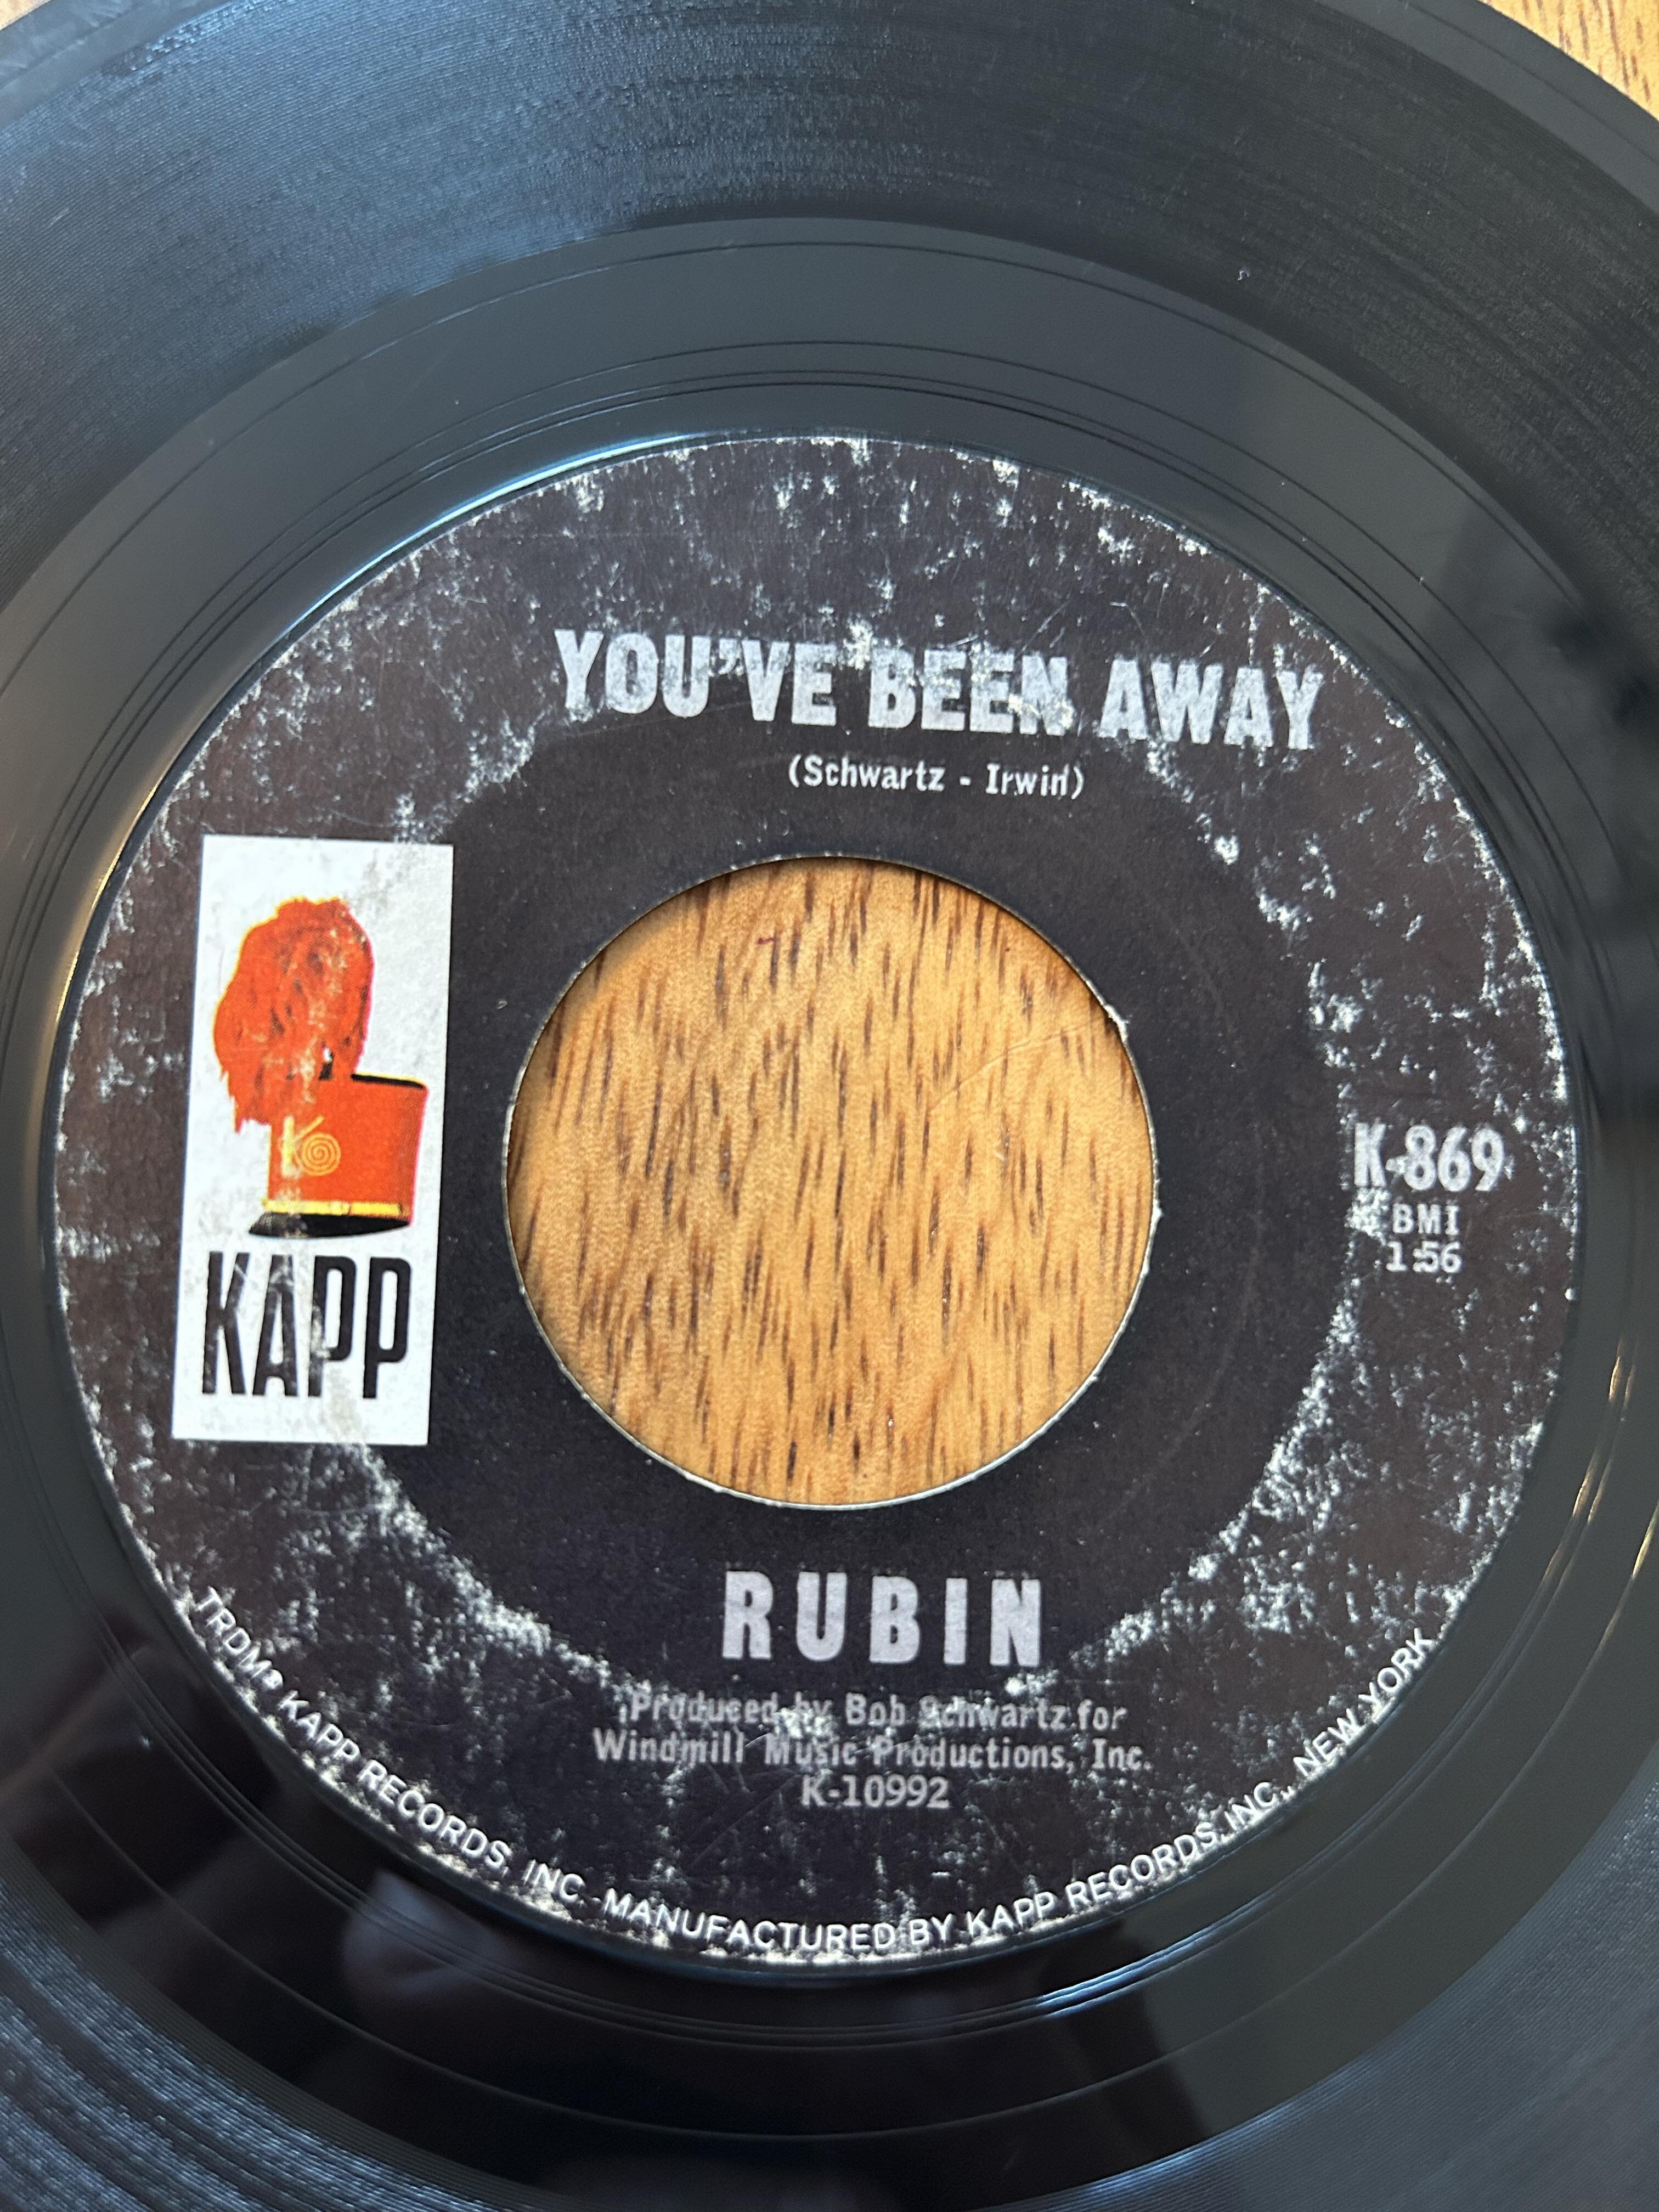 YOU'VE BEEN AWAY
(Schwartz - Irwin)
K
KAPP
K-869
BMI
1:56
RUBIN
Produced by Bob Schwartz for
Windmill Music Productions, Inc.
K-10992
TRDMS KAPP RECORDS, INC. MANUFACTURED BY KAPP RECORDS, INC., NEW YORK